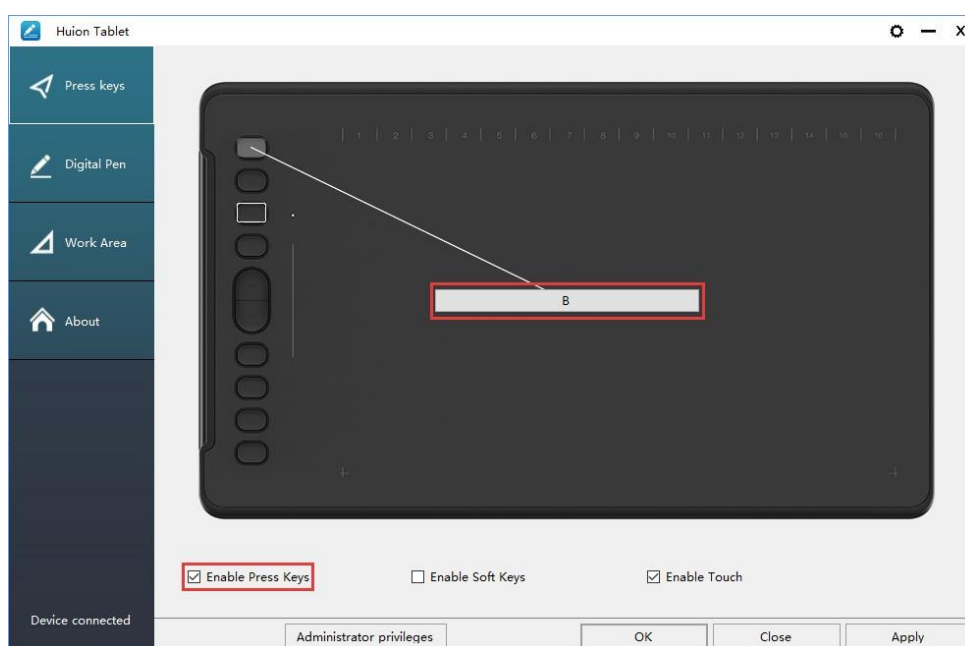 Huion Tablet
X
Press keys
1 2 3 4 5 6 7 8 9 10 11 12 13 14 15 16
Digital Pen
Work Area
B
About
Enable Press Keys Enable Soft Keys Enable Touch
Device connected
Administrator privileges OK Close Apply